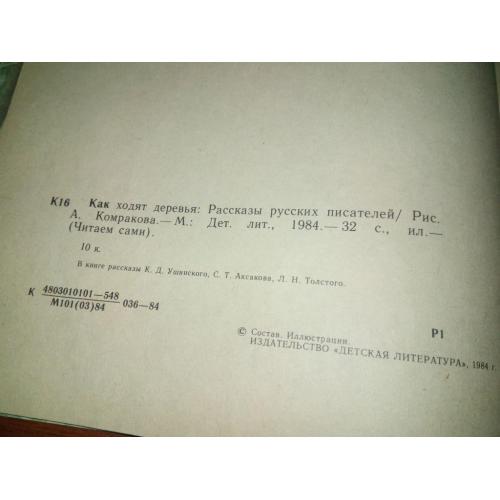 К16 Как ходят деревья: Рассказы русских писателей/ Рис.
А. Комракова.— М.: Дет. лит., 1984.— 32 с., ил.—
(Читаем сами).
10 к.
В книге рассказы К. Д. Ушинского, С. Т. Аксакова, Л. Н. Толстого.
К 4803010101—548
М101(03)84 036—84
Р1
© Состав. Иллюстрации.
ИЗДАТЕЛЬСТВО «ДЕТСКАЯ ЛИТЕРАТУРА», 1984 г.